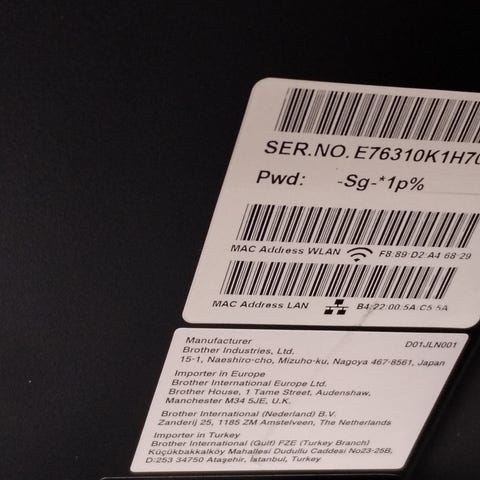 SER.NO. E76310K1H70
Pwd: -Sg-*1p%
MAC Address WLAN F8:89:D2:A4:68:29
MAC Address LAN B4:22:00:5A:C5:5A
Manufacturer D01JLN001
Brother Industries, Ltd.
15-1, Naeshiro-cho, Mizuho-ku, Nagoya 467-8561, Japan
Importer in Europe
Brother International Europe Ltd.
Brother House, 1 Tame Street, Audenshaw,
Manchester M34 5JE, U.K.
Brother International (Nederland) B.V.
Zanderij 25, 1185 ZM Amstelveen, The Netherlands
Importer in Turkey
Brother International (Gulf) FZE (Turkey Branch)
Küçükbakkalköy Mahallesi Dudullu Caddesi No23-25B,
D:253 34750 Ataşehir, İstanbul, Turkey